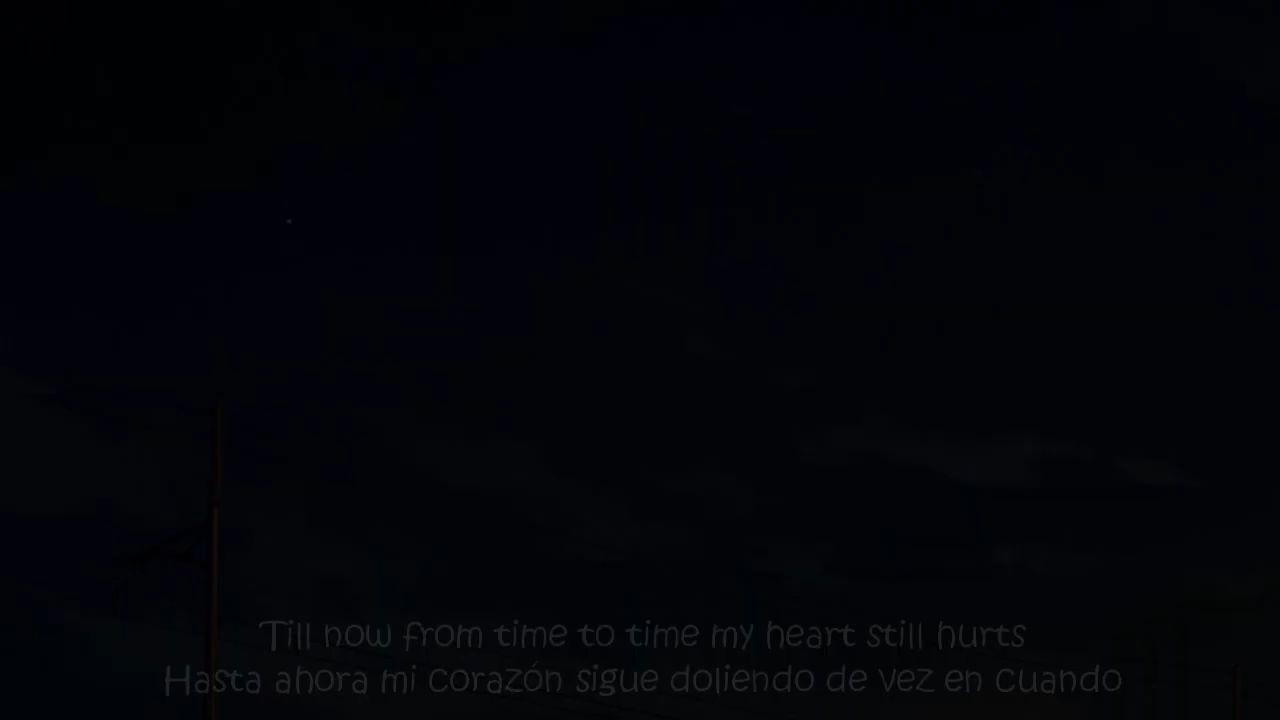 Till now from time to time my heart still hurts
Hasta ahora mi corazón sigue doliendo de vez en cuando